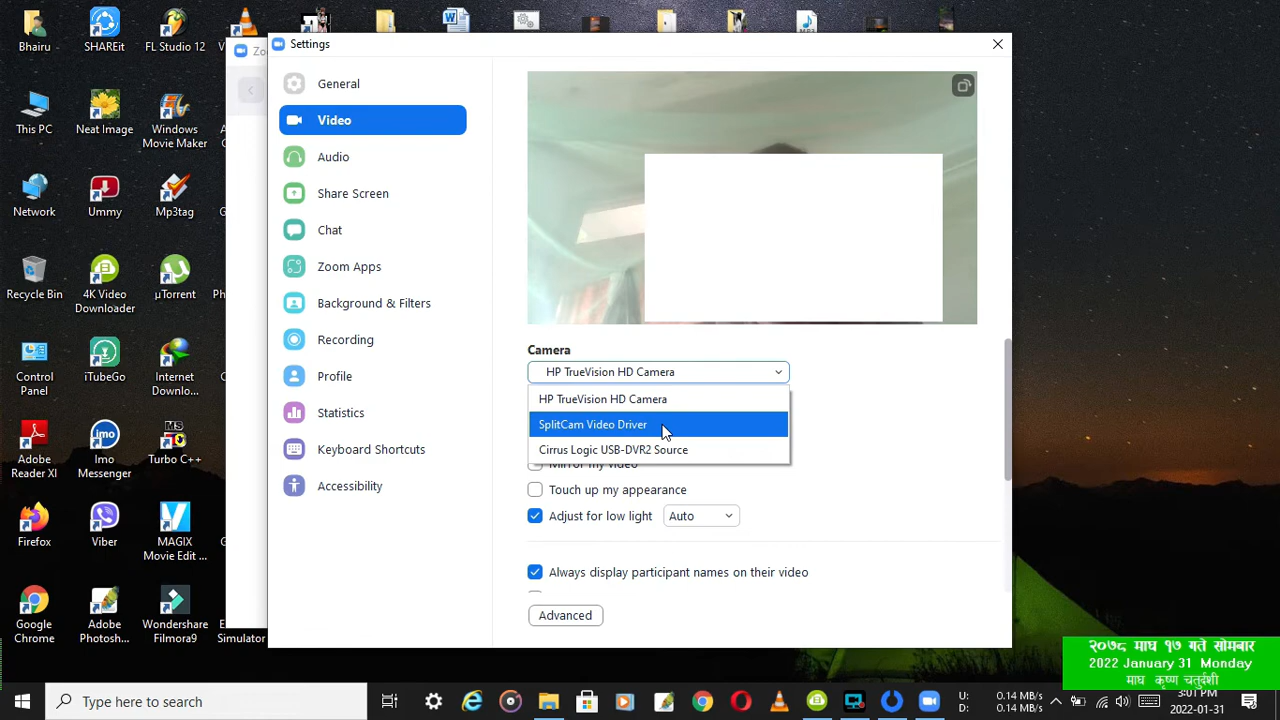 Bhairu ...
SHAREit
FL Studio 12
Settings
General
Video
Audio
Share Screen
Chat
Zoom Apps
Background & Filters
Recording
Profile
Statistics
Keyboard Shortcuts
Accessibility
Camera
HP TrueVision HD Camera
HP TrueVision HD Camera
SplitCam Video Driver
Cirrus Logic USB-DVR2 Source
Mirror my video
Touch up my appearance
Adjust for low light
Auto
Always display participant names on their video
Advanced
This PC
Neat Image
Windows
Movie Maker
Network
Ummy
Mp3tag
Recycle Bin
4K Video
Downloader
µTorrent
Control
Panel
iTubeGo
Internet
Downlo...
Adobe
Reader XI
Imo
Messenger
Turbo C++
Firefox
Viber
MAGIX
Movie Edit ...
Google
Chrome
Adobe
Photosh...
Wondershare
Filmora9
Simulator
Type here to search
U:
D:
0.14 MB/s
0.14 MB/s
3:01 PM
2022-01-31
२०७८ माघ १७ गते सोमबार
2022 January 31 Monday
माघ कृष्ण चतुर्दशी